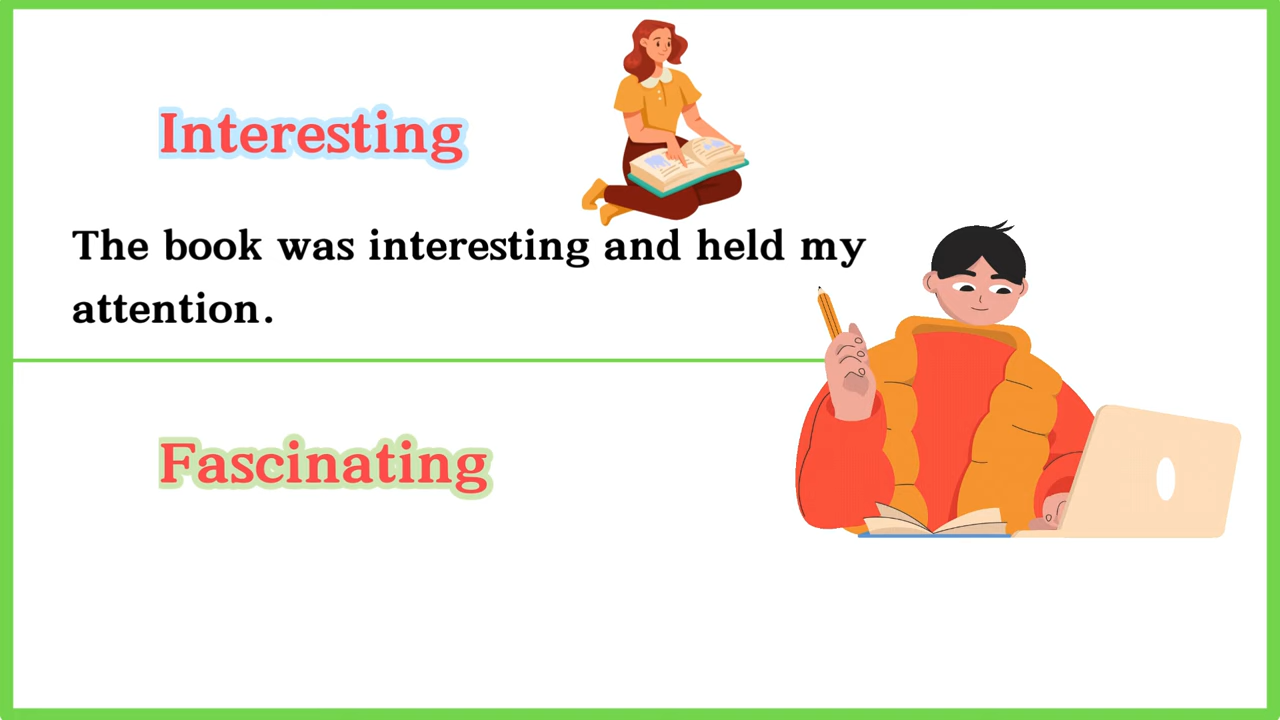 Interesting
The book was interesting and held my
attention.
Fascinating